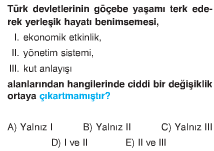 Türk devletlerinin göçebe yaşamı terk ede-
rek yerleşik hayatı benimsemesi,
I. ekonomik etkinlik,
II. yönetim sistemi,
III. kut anlayışı
alanlarından hangilerinde ciddi bir değişiklik
ortaya çıkartmamıştır?
A) Yalnız I B) Yalnız II C) Yalnız III
D) I ve II E) II ve III